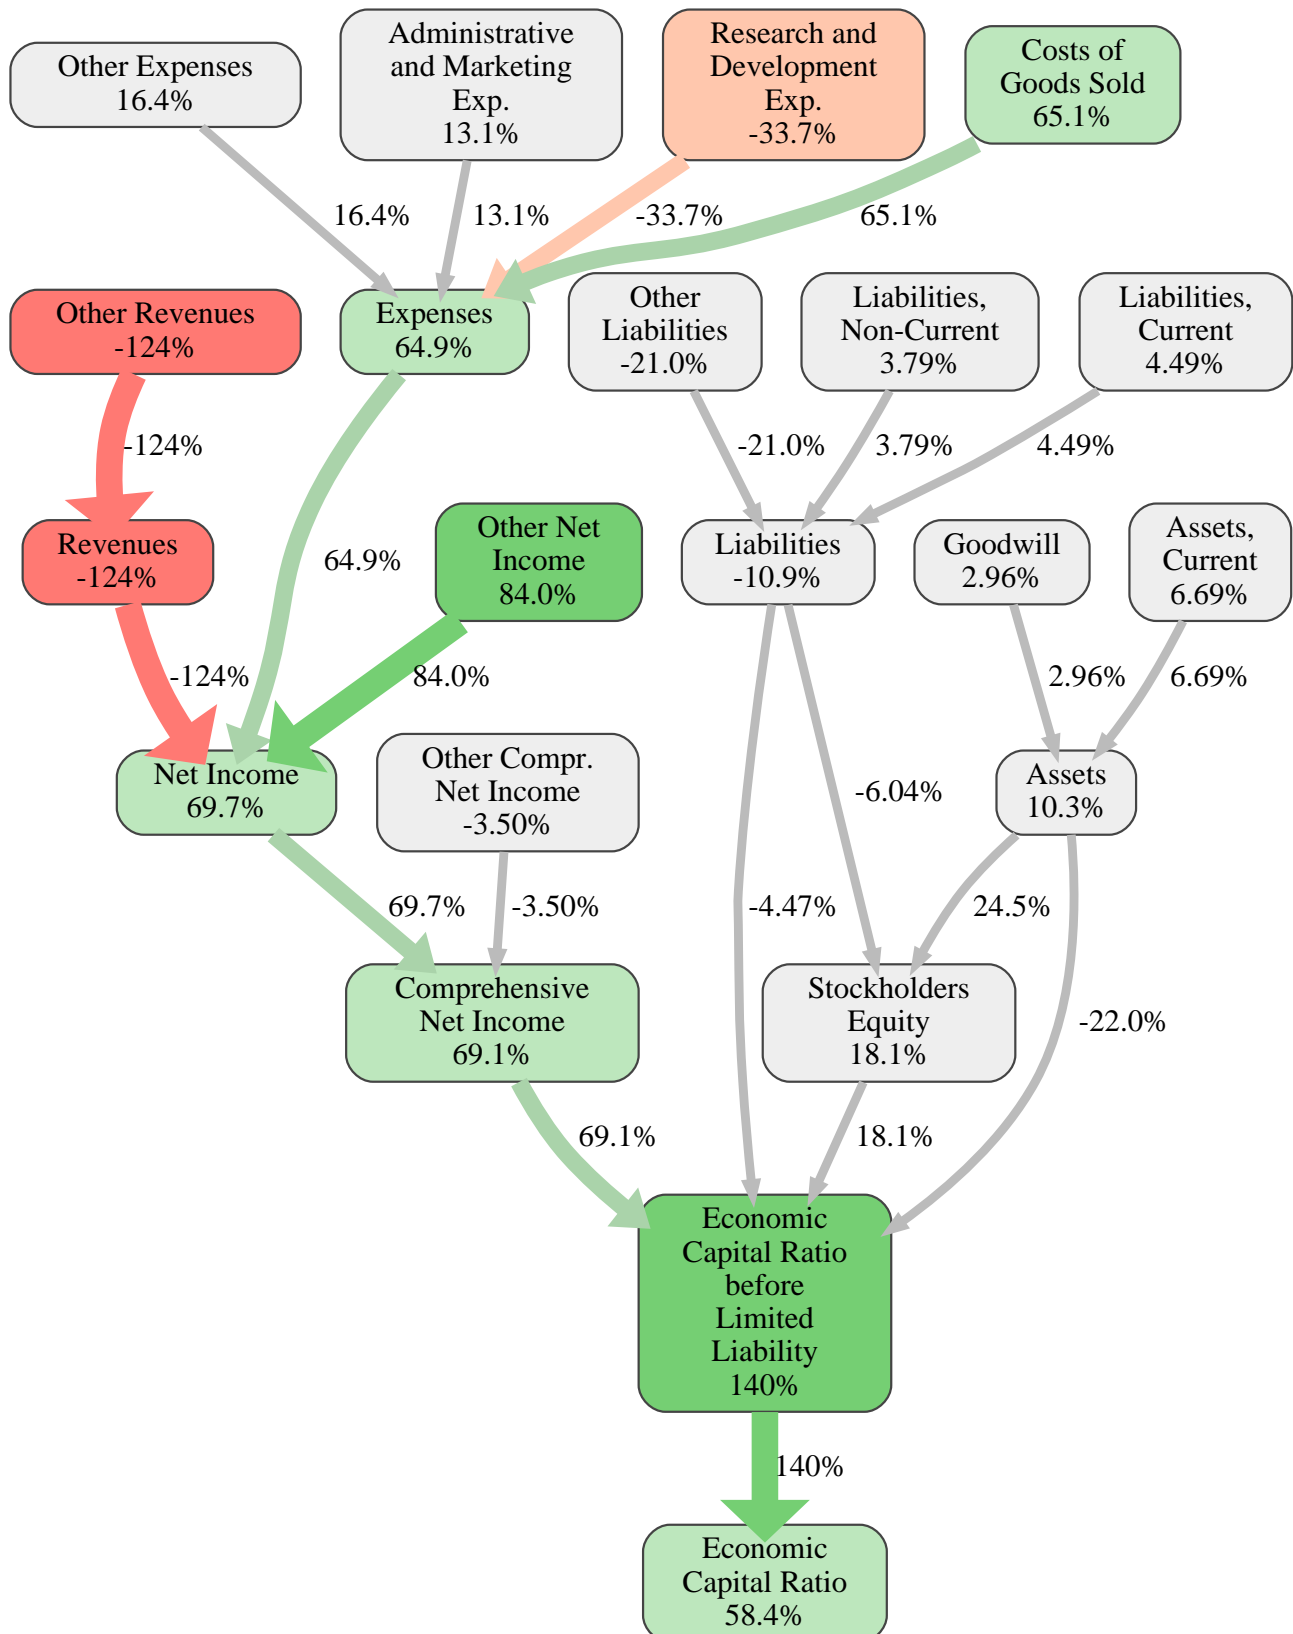 Other Expenses
16.4%
Administrative
and Marketing
Exp.
13.1%
Research and
Development
Exp.
-33.7%
Costs of
Goods Sold
65.1%
16.4%
13.1%
-33.7%
65.1%
Other Revenues
-124%
Expenses
64.9%
Other
Liabilities
-21.0%
Liabilities,
Non-Current
3.79%
Liabilities,
Current
4.49%
-124%
-21.0%
3.79%
4.49%
Revenues
-124%
64.9%
Other Net
Income
84.0%
Liabilities
-10.9%
Goodwill
2.96%
Assets,
Current
6.69%
-124%
84.0%
2.96%
6.69%
Net Income
69.7%
Other Compr.
Net Income
-3.50%
-6.04%
Assets
10.3%
69.7%
-3.50%
-4.47%
24.5%
Comprehensive
Net Income
69.1%
Stockholders
Equity
18.1%
-22.0%
69.1%
18.1%
Economic
Capital Ratio
before
Limited
Liability
140%
140%
Economic
Capital Ratio
58.4%